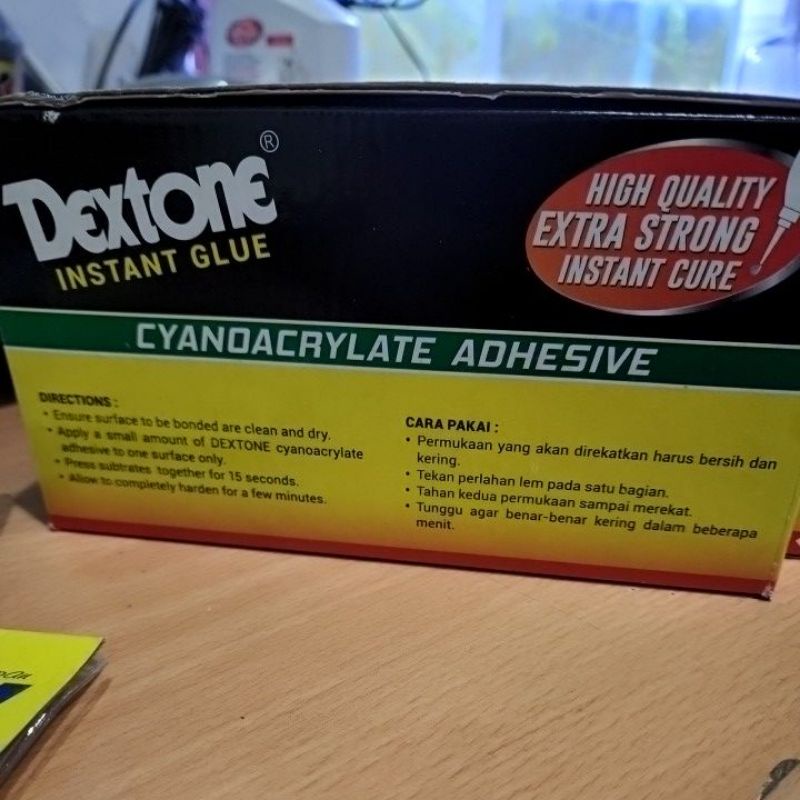 Dextone®
INSTANT GLUE
HIGH QUALITY
EXTRA STRONG
INSTANT CURE
CYANOACRYLATE ADHESIVE
DIRECTIONS :
• Ensure surface to be bonded are clean and dry.
• Apply a small amount of DEXTONE cyanoacrylate
adhesive to one surface only.
• Press subtrates together for 15 seconds.
• Allow to completely harden for a few minutes.
CARA PAKAI :
• Permukaan yang akan direkatkan harus bersih dan
kering.
• Tekan perlahan lem pada satu bagian.
• Tahan kedua permukaan sampai merekat.
• Tunggu agar benar-benar kering dalam beberapa
menit.